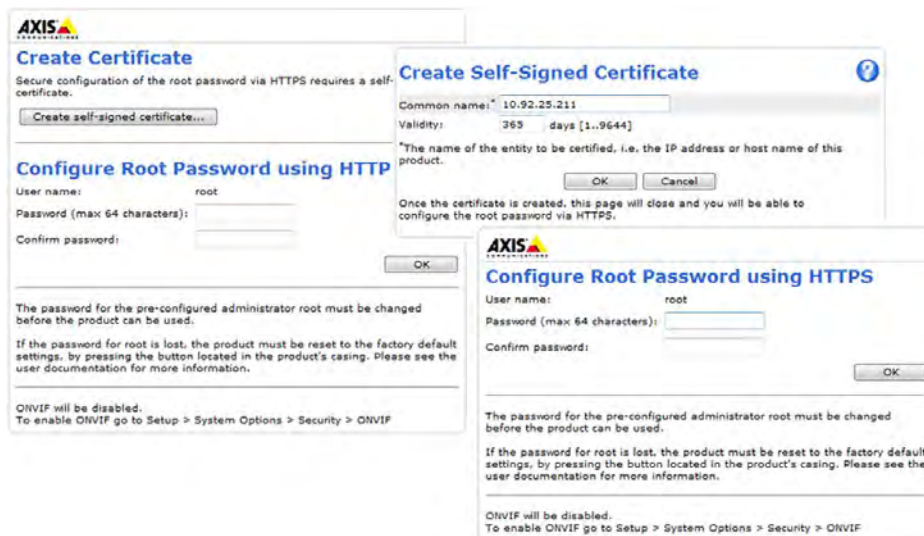 AXIS
COMMUNICATIONS
Create Certificate
Secure configuration of the root password via HTTPS requires a self-
certificate.
Create self-signed certificate...
Configure Root Password using HTTP
User name: root
Password (max 64 characters):
Confirm password:
OK
The password for the pre-configured administrator root must be changed
before the product can be used.
If the password for root is lost, the product must be reset to the factory default
settings, by pressing the button located in the product's casing. Please see the
user documentation for more information.
ONVIF will be disabled.
To enable ONVIF go to Setup > System Options > Security > ONVIF
Create Self-Signed Certificate ?
Common name:* 10.92.25.211
Validity: 365 days [1..9644]
*The name of the entity to be certified, i.e. the IP address or host name of this
product.
OK Cancel
Once the certificate is created, this page will close and you will be able to
configure the root password via HTTPS.
AXIS
COMMUNICATIONS
Configure Root Password using HTTPS
User name: root
Password (max 64 characters):
Confirm password:
OK
The password for the pre-configured administrator root must be changed
before the product can be used.
If the password for root is lost, the product must be reset to the factory default
settings, by pressing the button located in the product's casing. Please see the
user documentation for more information.
ONVIF will be disabled.
To enable ONVIF go to Setup > System Options > Security > ONVIF